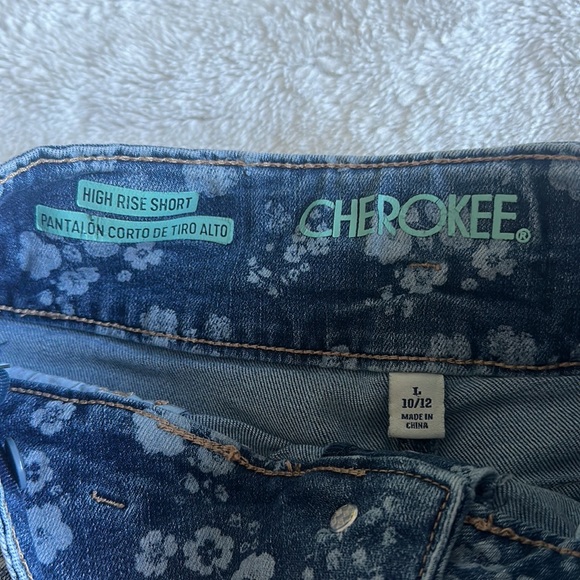 HIGH RISE SHORT
PANTALÓN CORTO DE TIRO ALTO
CHEROKEE®
L
10/12
MADE IN
CHINA